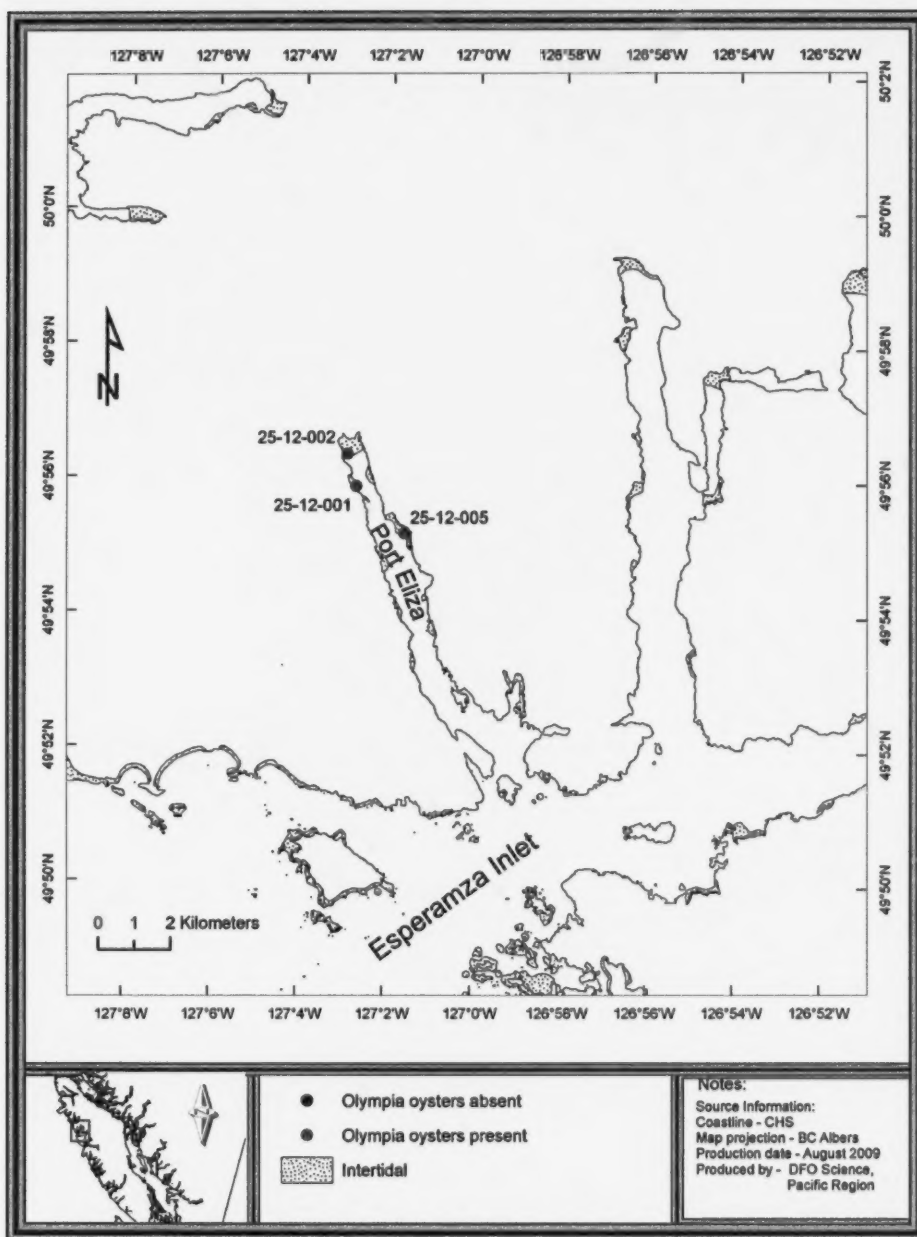 127°8'W 127°6'W 127°4'W 127°2'W 127°0'W 126°58'W 126°56'W 126°54'W 126°52'W
50°2'N
50°0'N
50°0'N
49°58'N
49°58'N
N
25-12-002
49°56'N
49°56'N
25-12-001
25-12-005
Port Eliza
49°54'N
49°54'N
49°52'N
49°52'N
49°50'N
49°50'N
Esperamza Inlet
0 1 2 Kilometers
127°8'W 127°6'W 127°4'W 127°2'W 127°0'W 126°58'W 126°56'W 126°54'W 126°52'W
Olympia oysters absent
Olympia oysters present
Intertidal
Notes:
Source Information:
Coastline - CHS
Map projection - BC Albers
Production date - August 2009
Produced by - DFO Science,
Pacific Region